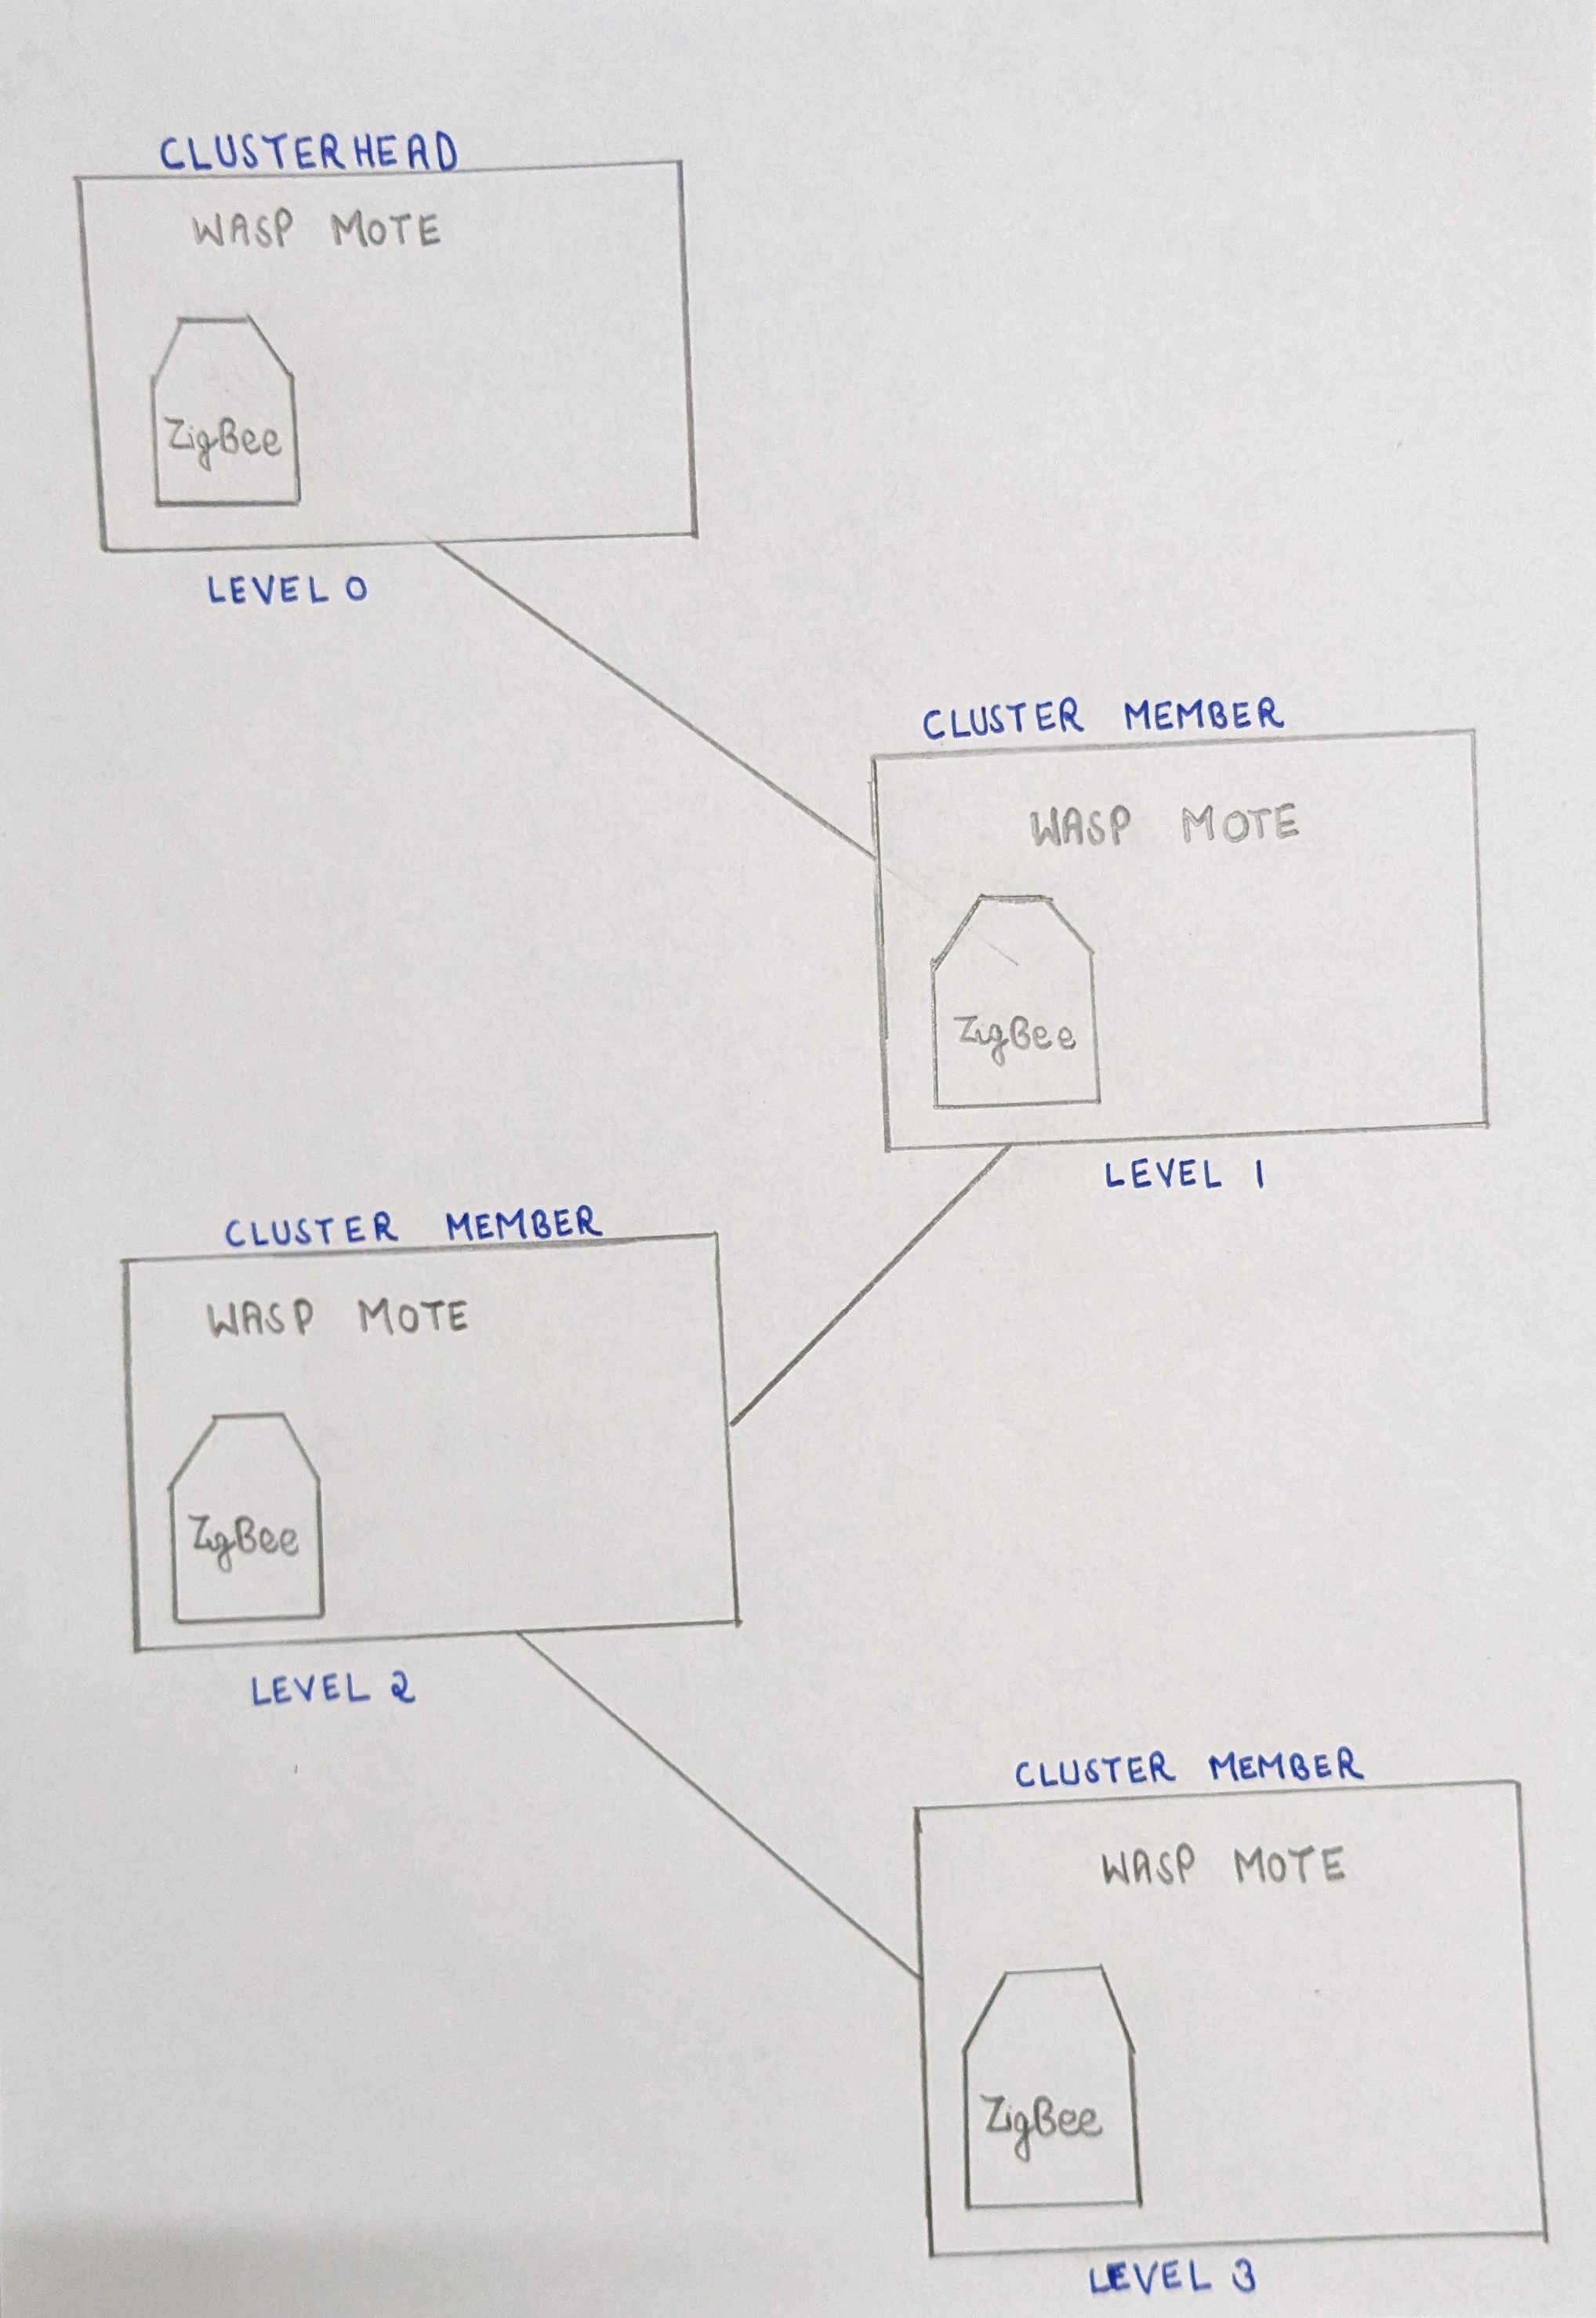 CLUSTERHEAD
WASP MOTE
ZigBee
LEVEL 0
CLUSTER MEMBER
WASP MOTE
ZigBee
LEVEL 1
CLUSTER MEMBER
WASP MOTE
ZigBee
LEVEL 2
CLUSTER MEMBER
WASP MOTE
ZigBee
LEVEL 3